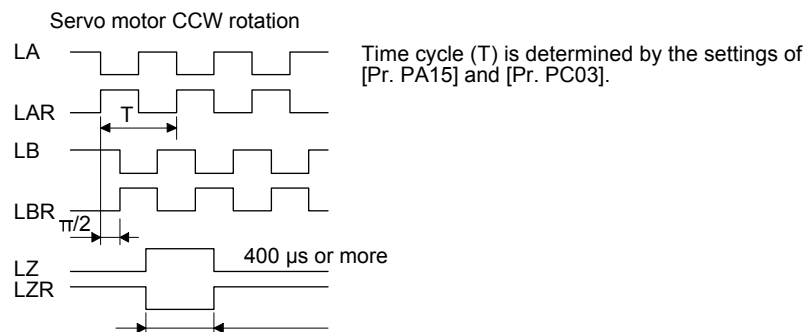 Servo motor CCW rotation
LA
Time cycle (T) is determined by the settings of
[Pr. PA15] and [Pr. PC03].
LAR
T
LB
LBR
π/2
400 μs or more
LZ
LZR